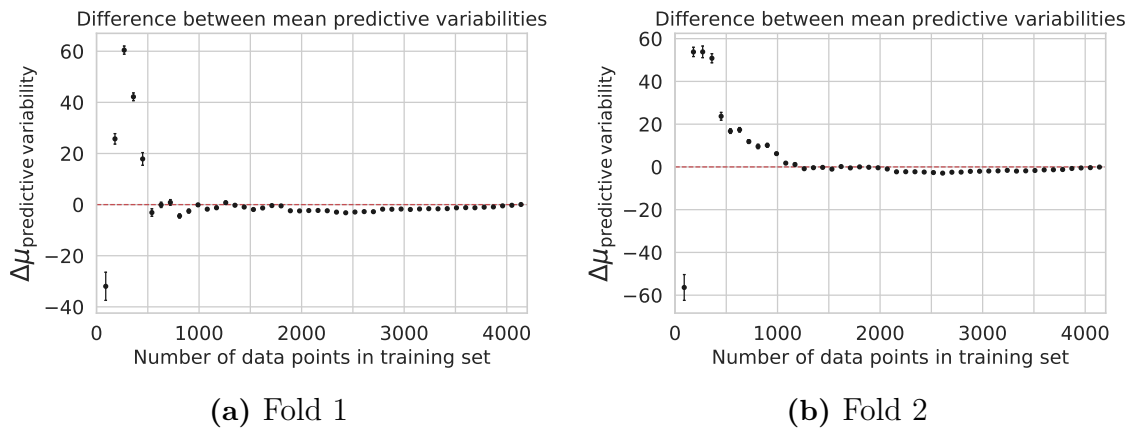 Difference between mean predictive variabilities
Δμpredictive variability
60
40
20
0
−20
−40
0 1000 2000 3000 4000
Number of data points in training set
(a) Fold 1
Difference between mean predictive variabilities
Δμpredictive variability
60
40
20
0
−20
−40
−60
0 1000 2000 3000 4000
Number of data points in training set
(b) Fold 2